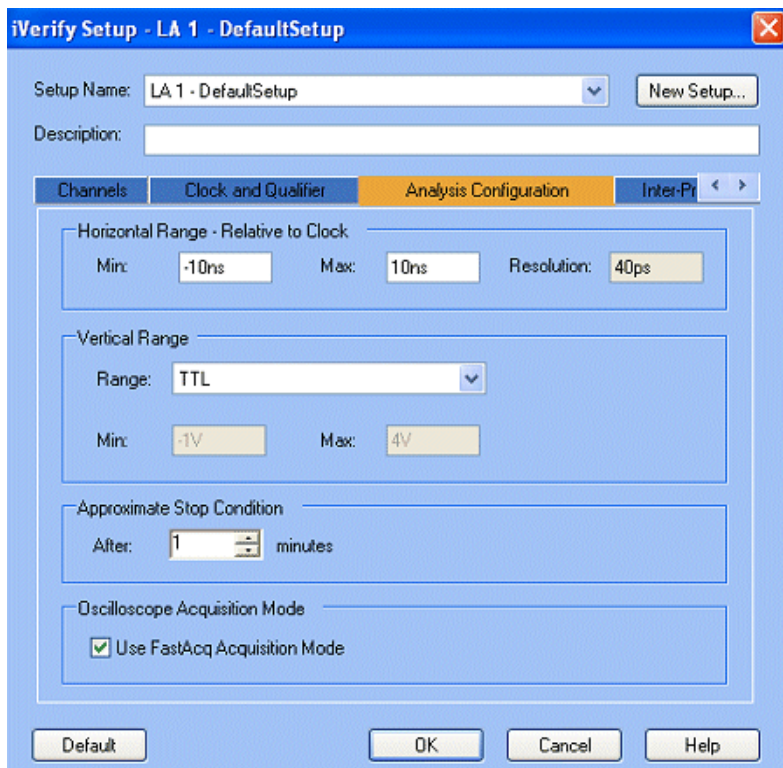 iVerify Setup - LA 1 - DefaultSetup
Setup Name: LA 1 - DefaultSetup New Setup...
Description:
Channels Clock and Qualifier Analysis Configuration Inter-Pr
Horizontal Range - Relative to Clock
Min: -10ns Max: 10ns Resolution: 40ps
Vertical Range
Range: TTL
Min: -1V Max: 4V
Approximate Stop Condition
After: 1 minutes
Oscilloscope Acquisition Mode
Use FastAcq Acquisition Mode
Default OK Cancel Help